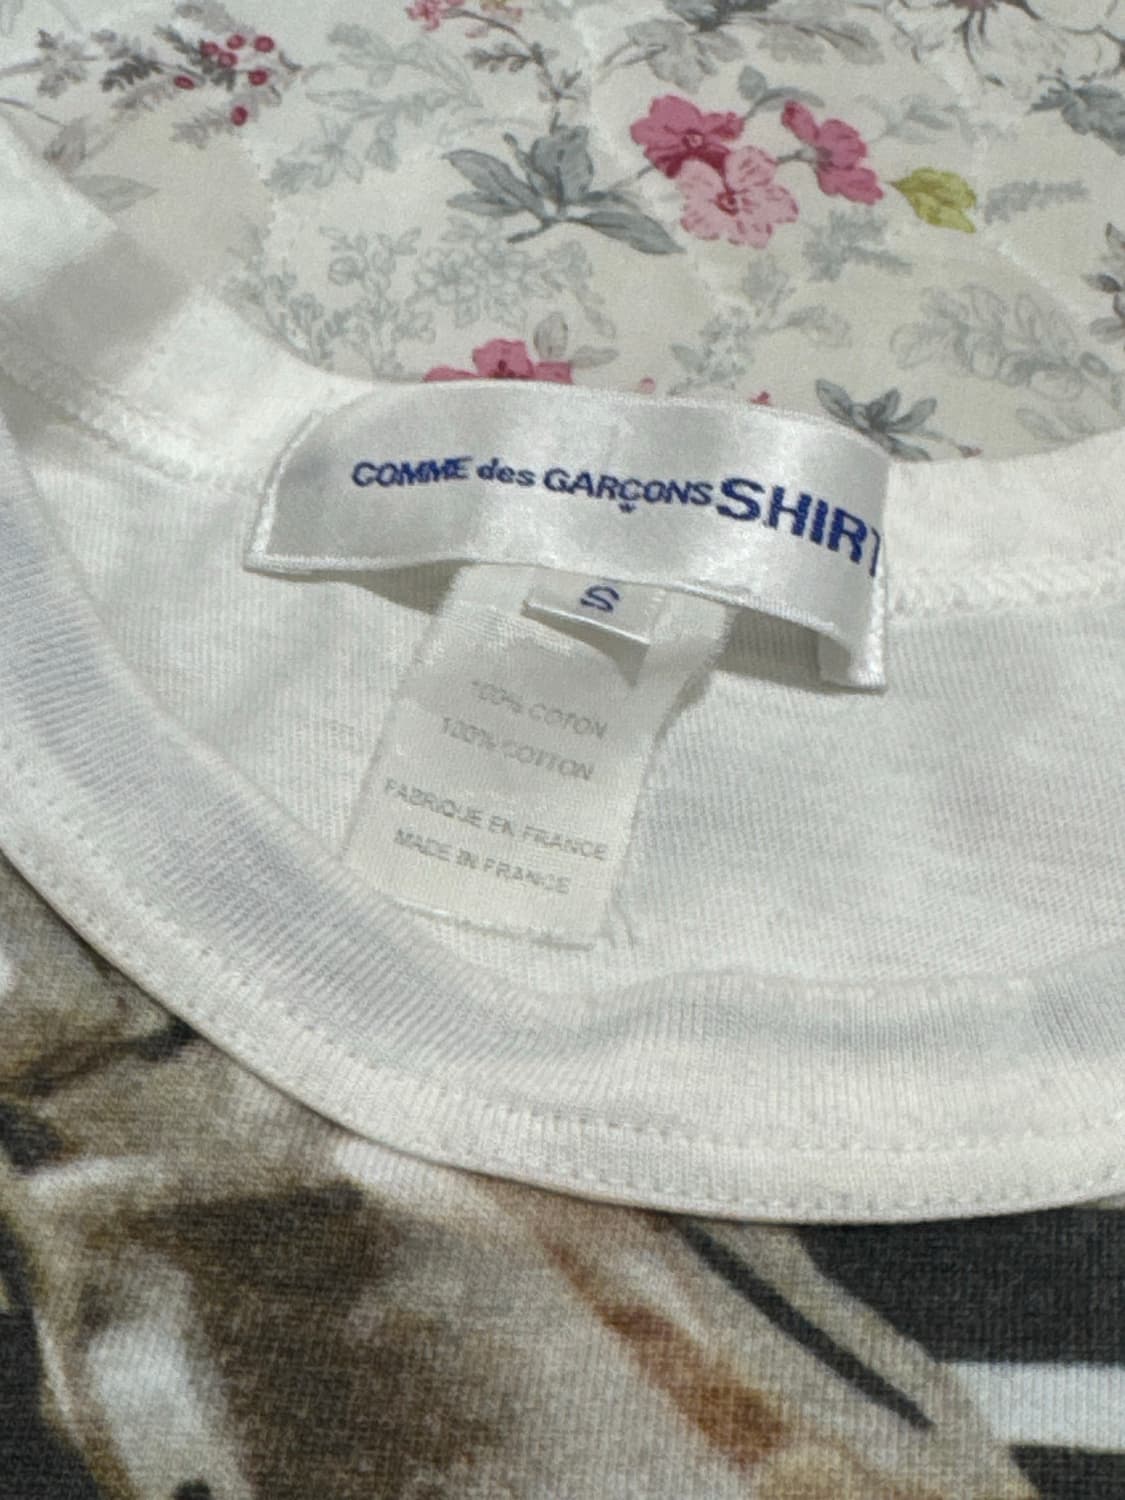 COMME des GARÇONS SHIRT
S
100% COTON
100% COTTON
FABRIQUE EN FRANCE
MADE IN FRANCE